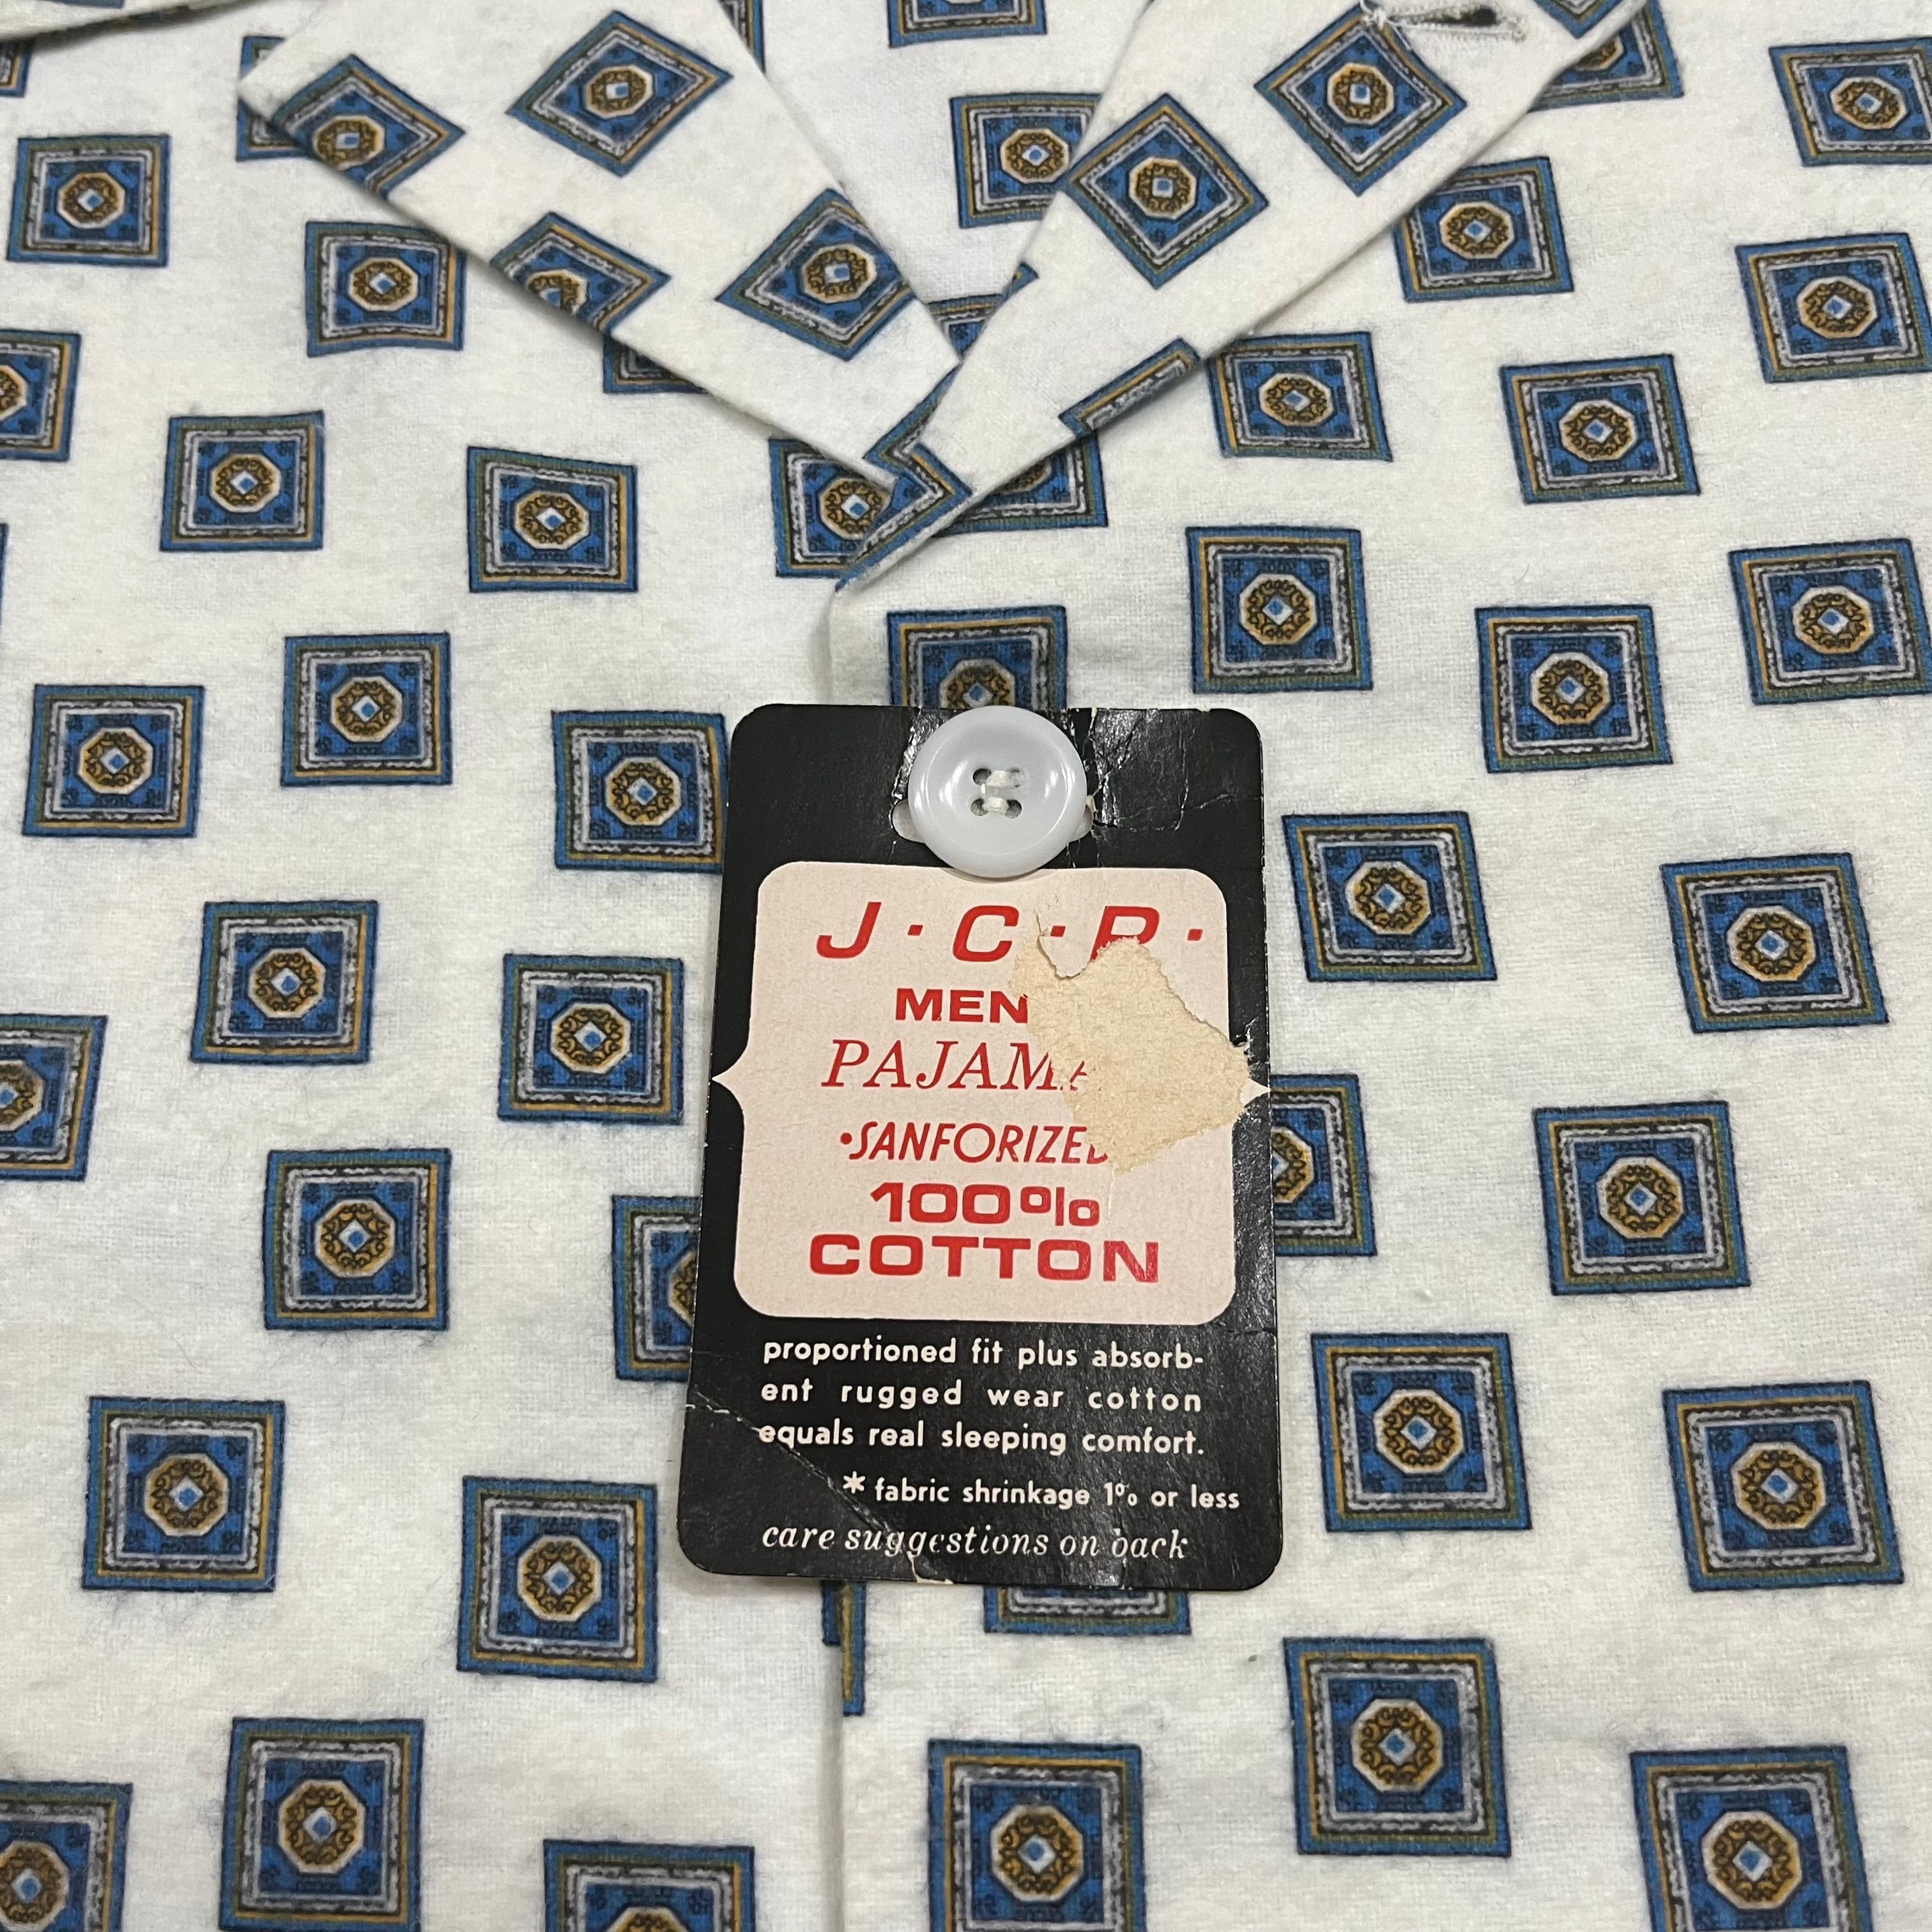 J·C·P·
MEN
PAJAMA
•SANFORIZED
100%
COTTON
proportioned fit plus absorb-
ent rugged wear cotton
equals real sleeping comfort.
* fabric shrinkage 1% or less
care suggestions on back